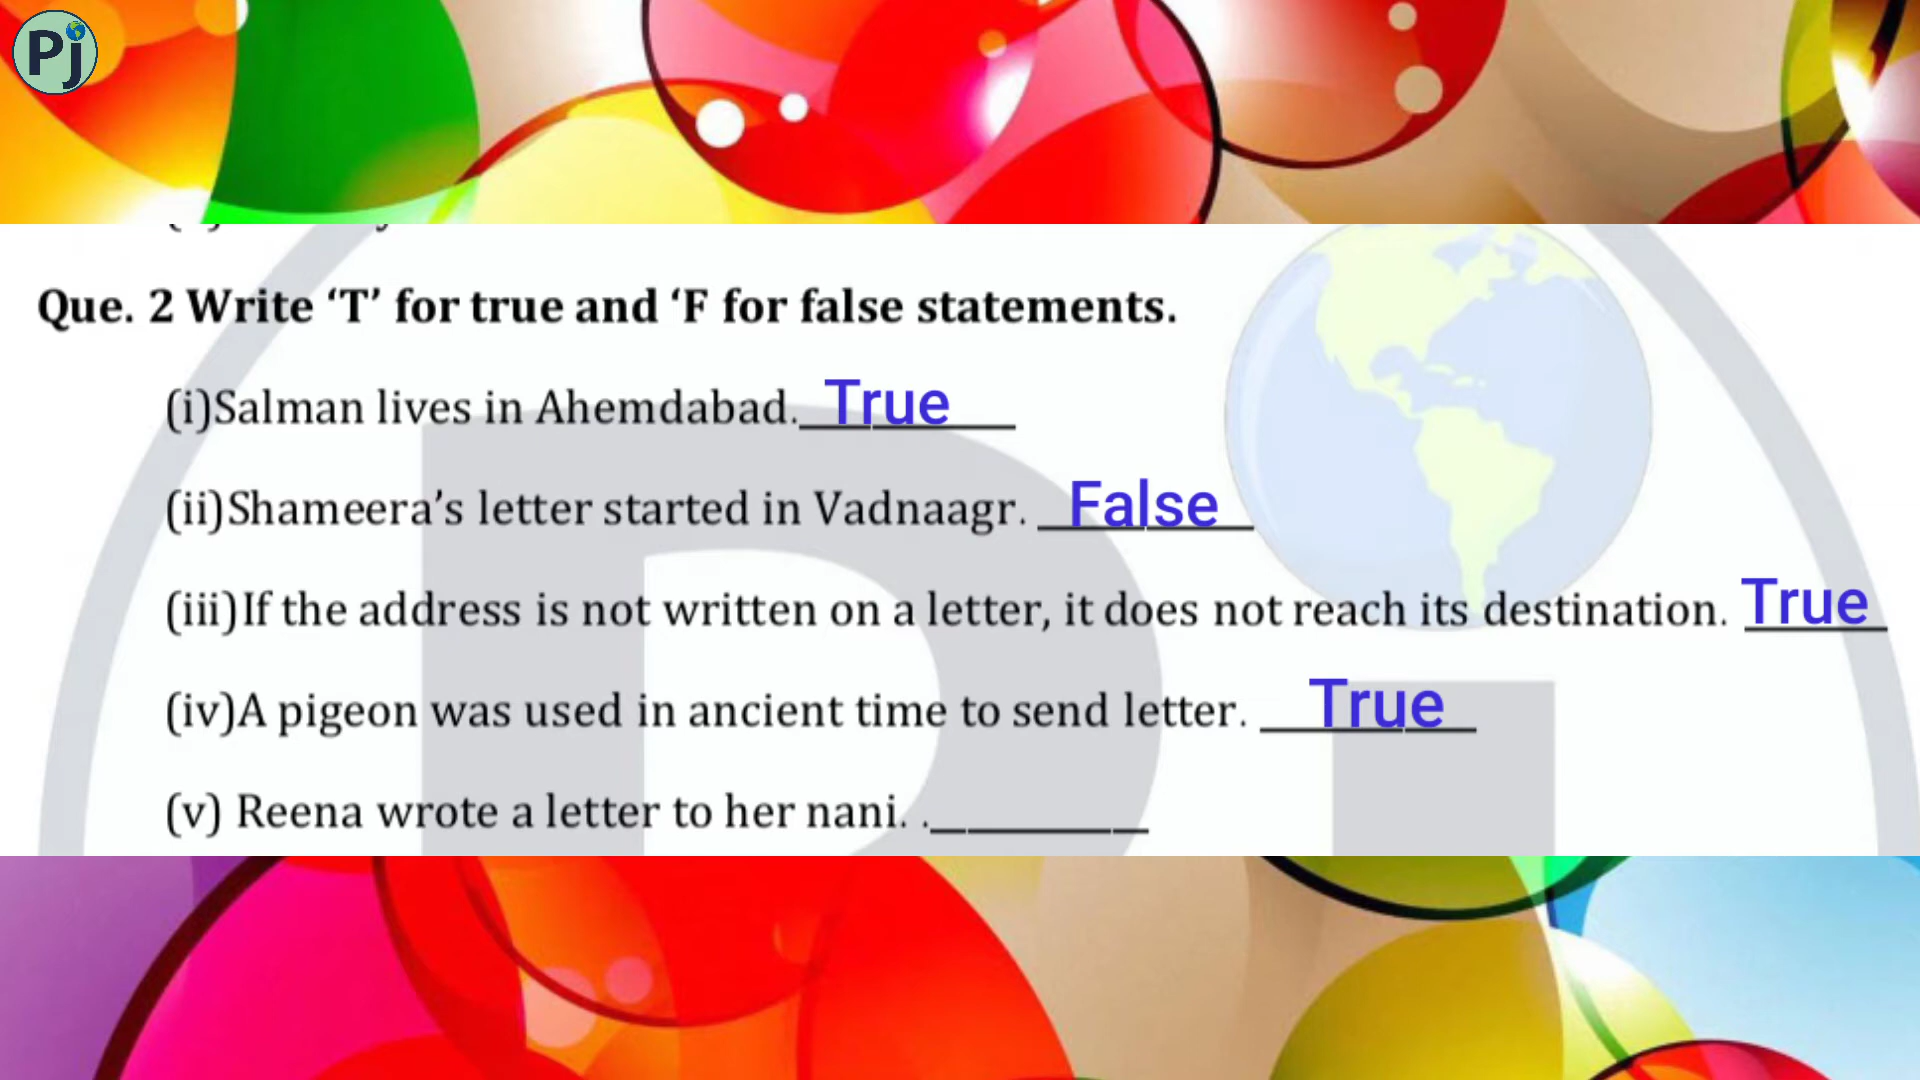 Pj
Que. 2 Write ‘T’ for true and ‘F for false statements.
(i)Salman lives in Ahemdabad. True
(ii)Shameera’s letter started in Vadnaagr. False
(iii)If the address is not written on a letter, it does not reach its destination. True
(iv)A pigeon was used in ancient time to send letter. True
(v) Reena wrote a letter to her nani. .__________